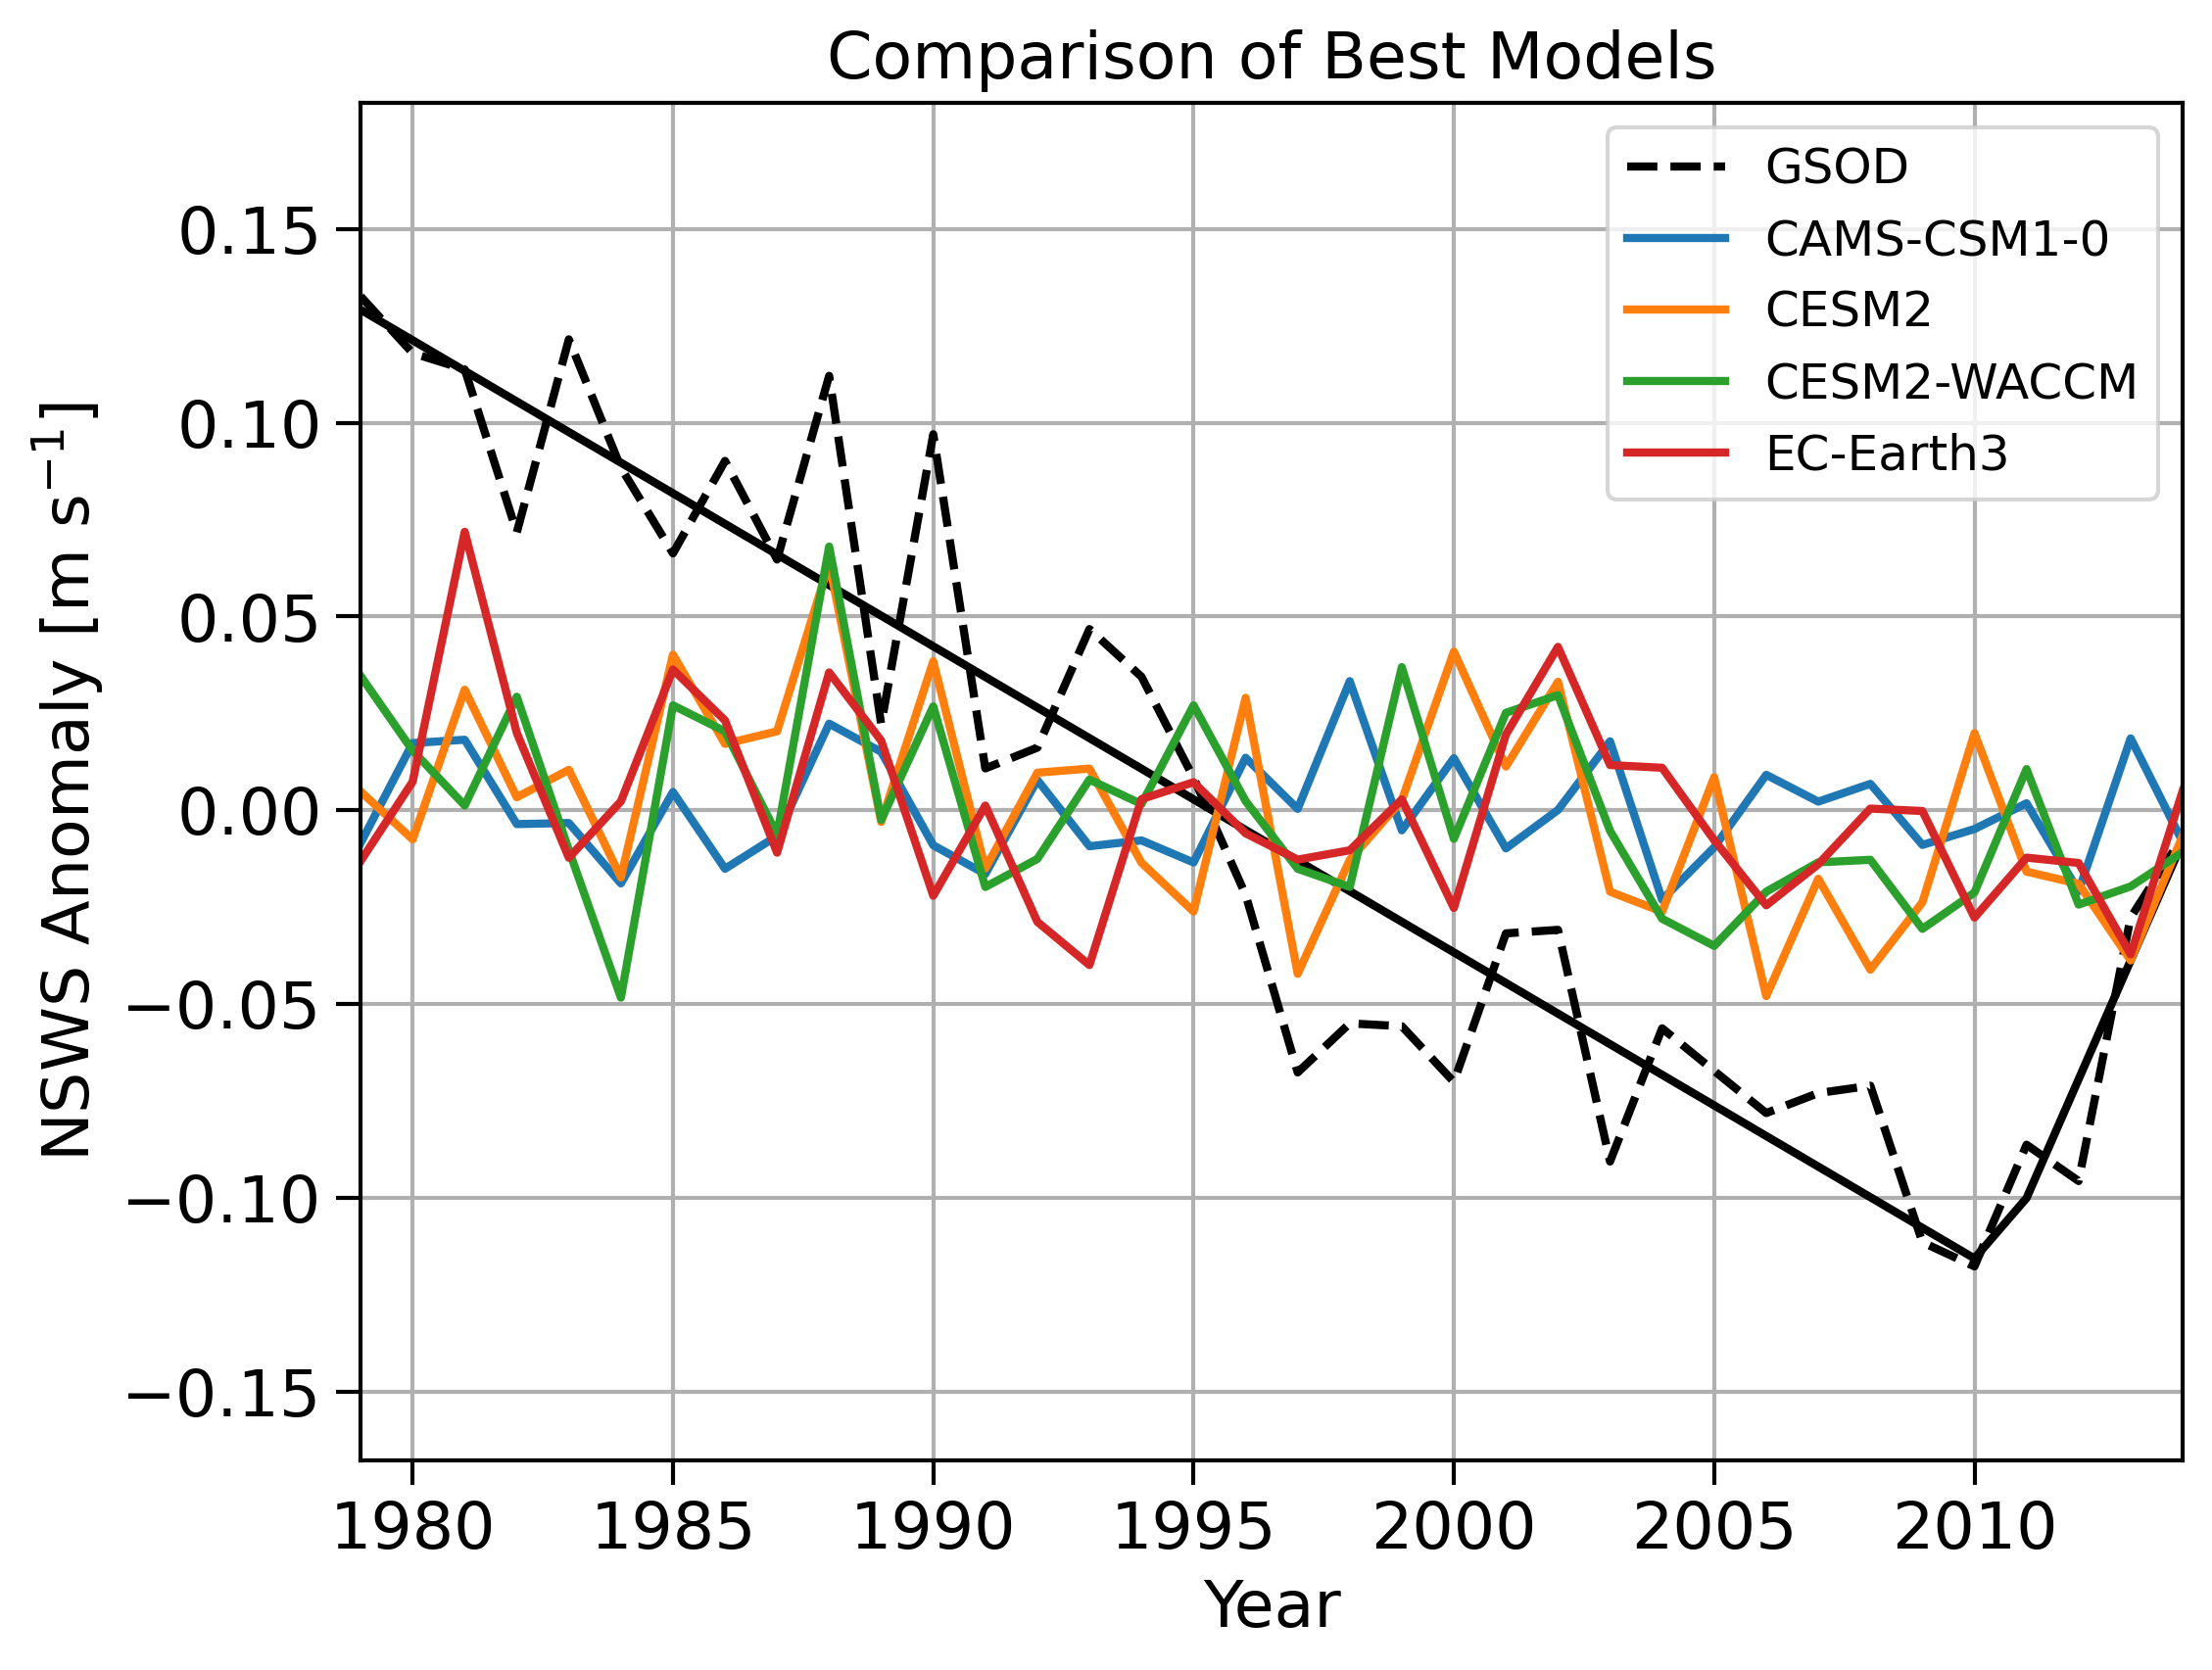 Comparison of Best Models
NSWS Anomaly [m s⁻¹]
0.15
0.10
0.05
0.00
−0.05
−0.10
−0.15
GSOD
CAMS-CSM1-0
CESM2
CESM2-WACCM
EC-Earth3
1980 1985 1990 1995 2000 2005 2010
Year